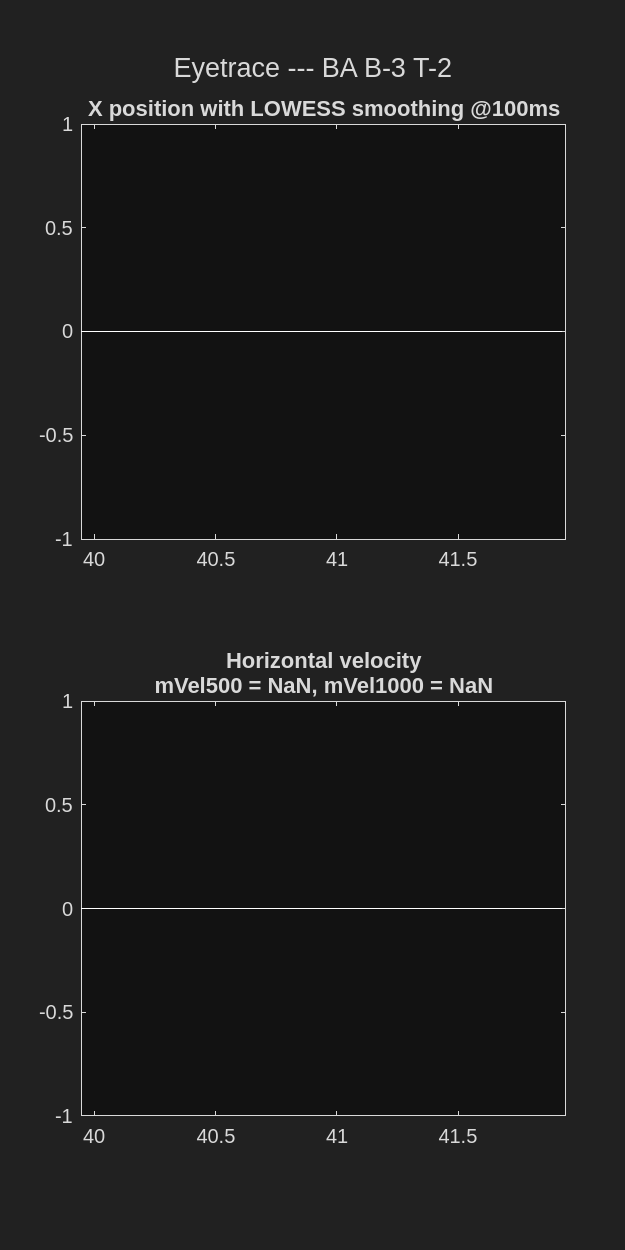 Eyetrace --- BA B-3 T-2
X position with LOWESS smoothing @100ms
1
0.5
0
-0.5
-1
40 40.5 41 41.5
Horizontal velocity
mVel500 = NaN, mVel1000 = NaN
1
0.5
0
-0.5
-1
40 40.5 41 41.5